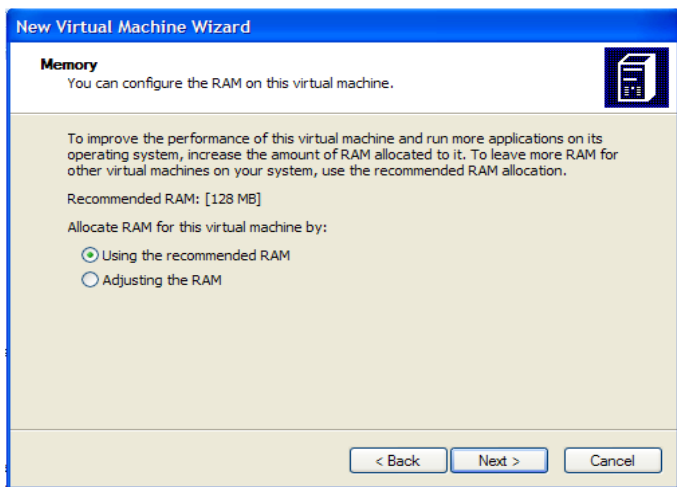 New Virtual Machine Wizard
Memory
You can configure the RAM on this virtual machine.
To improve the performance of this virtual machine and run more applications on its
operating system, increase the amount of RAM allocated to it. To leave more RAM for
other virtual machines on your system, use the recommended RAM allocation.
Recommended RAM: [128 MB]
Allocate RAM for this virtual machine by:
Using the recommended RAM
Adjusting the RAM
< Back Next > Cancel